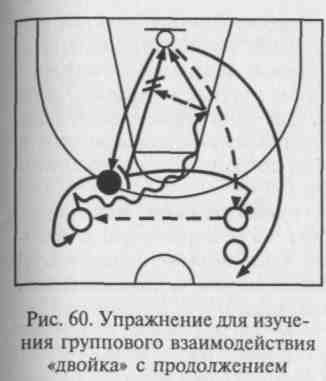 Рис. 60. Упражнение для изуче-
ния группового взаимодействия
«двойка» с продолжением